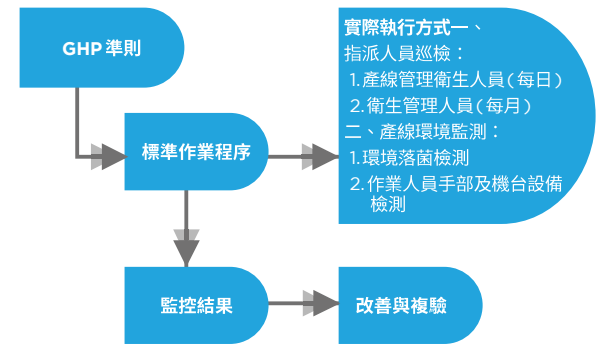 GHP 準則
標準作業程序
實際執行方式一、
指派人員巡檢：
1.產線管理衛生人員(每日)
2.衛生管理人員(每月)
二、產線環境監測：
1.環境落菌檢測
2.作業人員手部及機台設備
檢測
監控結果
改善與複驗